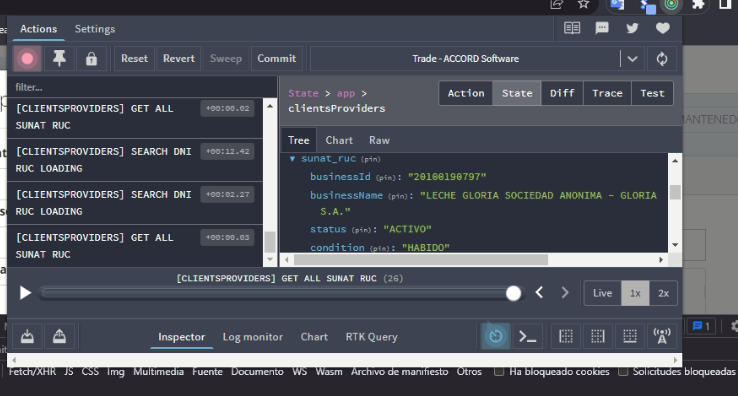 Actions Settings
Reset Revert Sweep Commit Trade - ACCORD Software
filter...
[CLIENTSPROVIDERS] GET ALL +00:00.02
SUNAT RUC
[CLIENTSPROVIDERS] SEARCH DNI +00:12.42
RUC LOADING
[CLIENTSPROVIDERS] SEARCH DNI +00:02.27
RUC LOADING
[CLIENTSPROVIDERS] GET ALL +00:00.03
SUNAT RUC
State > app >
clientsProviders
Action State Diff Trace Test
MANTENED
Tree Chart Raw
sunat_ruc (pin)
businessId (pin): "20100190797"
businessName (pin): "LECHE GLORIA SOCIEDAD ANONIMA - GLORIA
S.A."
status (pin): "ACTIVO"
condition (pin): "HABIDO"
[CLIENTSPROVIDERS] GET ALL SUNAT RUC (26)
Live 1x 2x
Inspector Log monitor Chart RTK Query
1
Fetch/XHR JS CSS Img Multimedia Fuente Documento WS Wasm Archivo de manifiesto Otros Ha bloqueado cookies Solicitudes bloqueadas